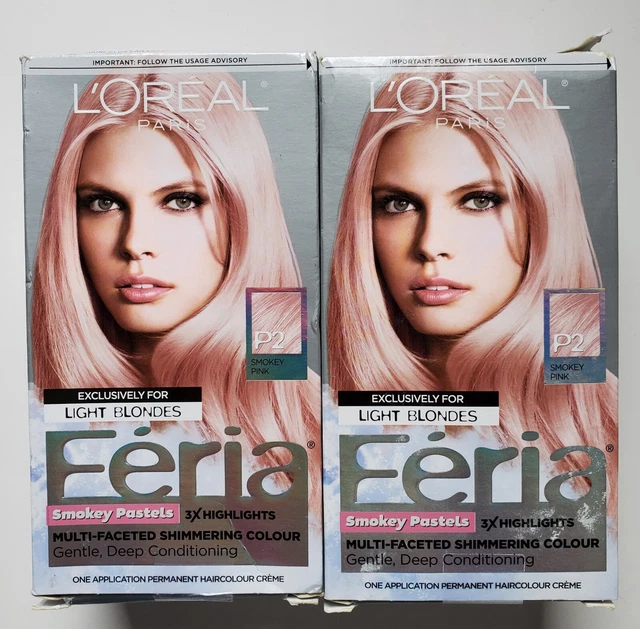 IMPORTANT: FOLLOW THE USAGE ADVISORY
L'ORÉAL®
PARIS
P2
SMOKEY
PINK
EXCLUSIVELY FOR
LIGHT BLONDES
Féria®
Smokey Pastels 3X HIGHLIGHTS
MULTI-FACETED SHIMMERING COLOUR
Gentle, Deep Conditioning
ONE APPLICATION PERMANENT HAIRCOLOUR CRÈME
IMPORTANT: FOLLOW THE USAGE ADVISORY
L'ORÉAL®
PARIS
P2
SMOKEY
PINK
EXCLUSIVELY FOR
LIGHT BLONDES
Féria®
Smokey Pastels 3X HIGHLIGHTS
MULTI-FACETED SHIMMERING COLOUR
Gentle, Deep Conditioning
ONE APPLICATION PERMANENT HAIRCOLOUR CRÈME